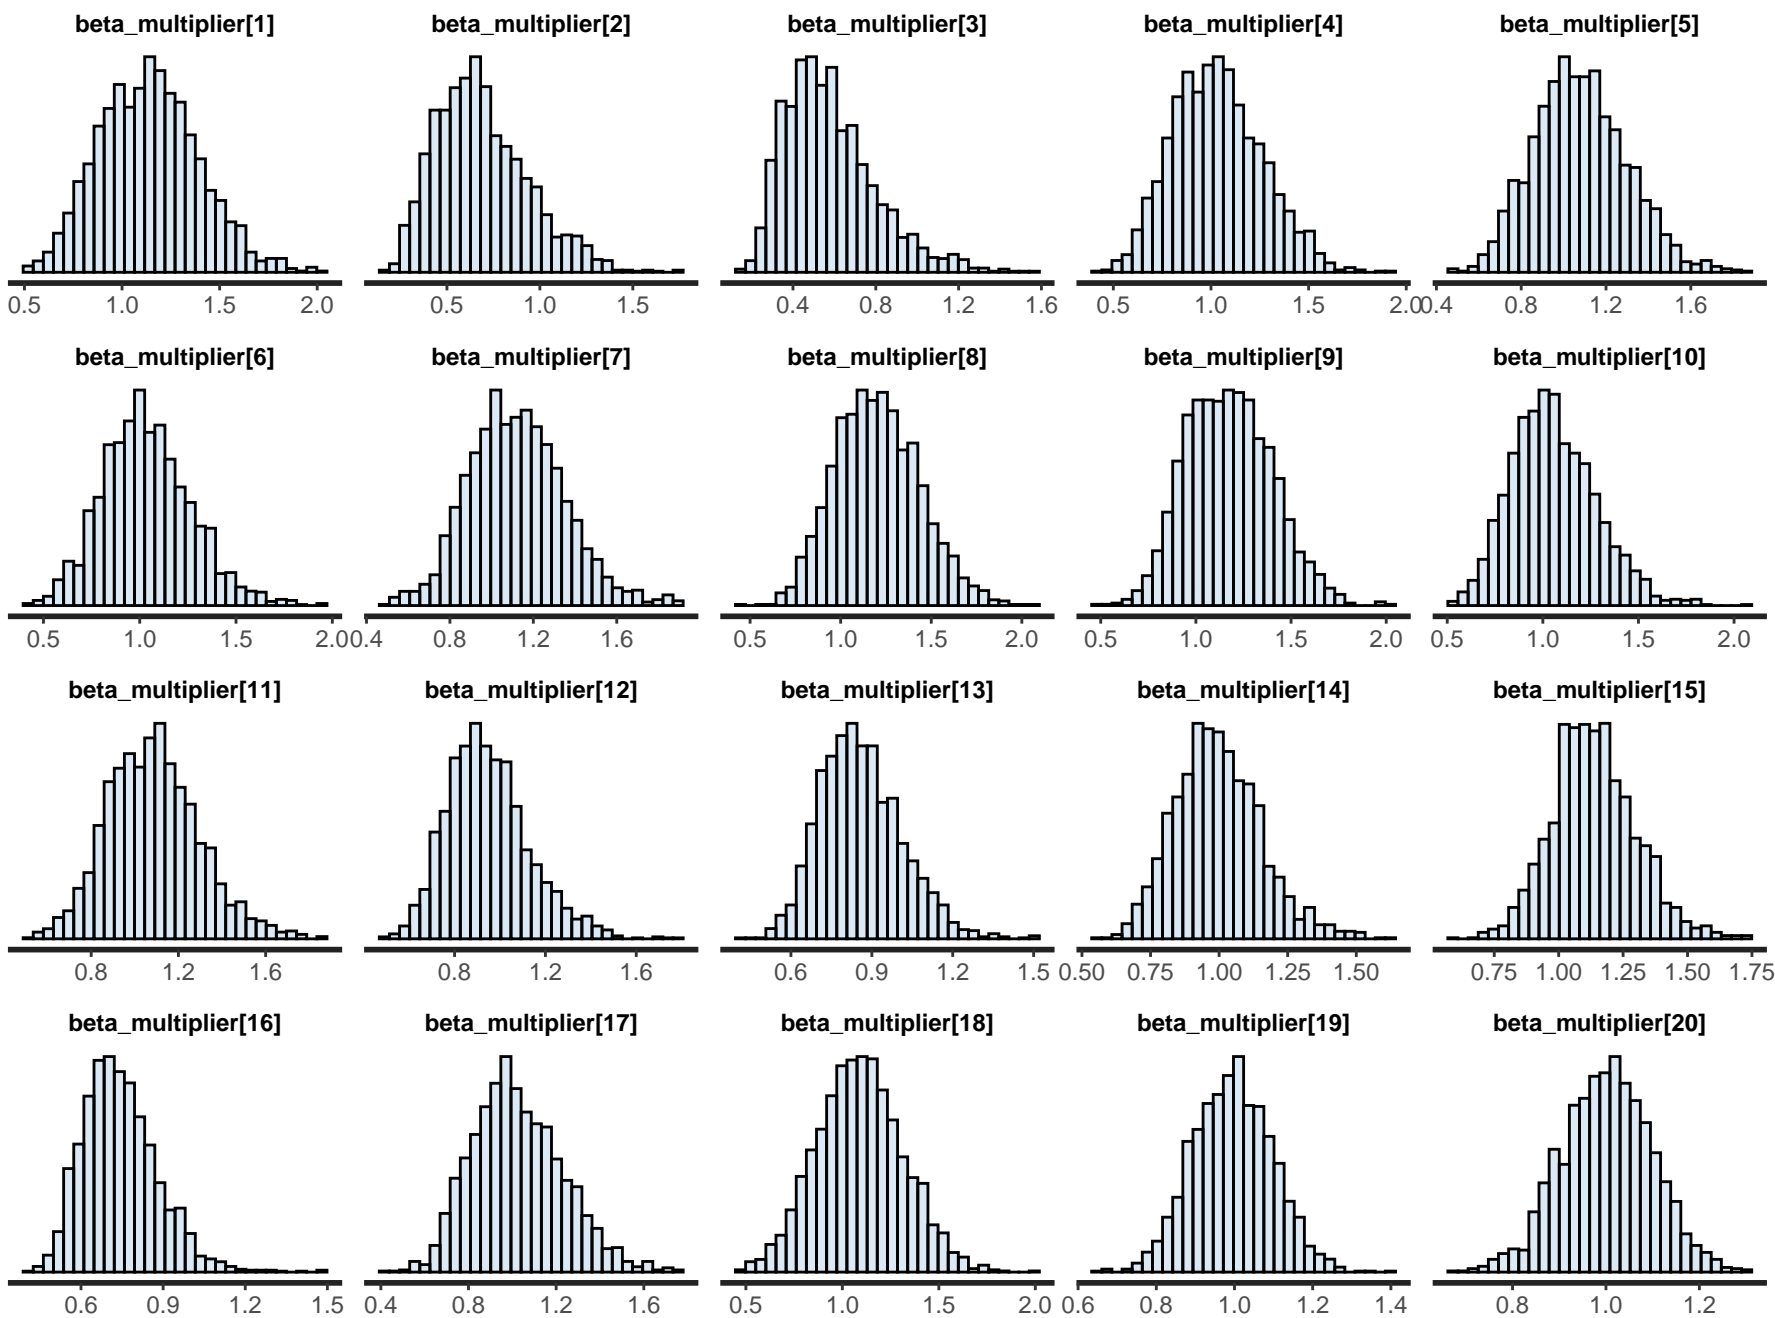 beta_multiplier[1] beta_multiplier[2] beta_multiplier[3] beta_multiplier[4] beta_multiplier[5]
0.5 1.0 1.5 2.0 0.5 1.0 1.5 0.4 0.8 1.2 1.6 0.5 1.0 1.5 2.0 0.4 0.8 1.2 1.6
beta_multiplier[6] beta_multiplier[7] beta_multiplier[8] beta_multiplier[9] beta_multiplier[10]
0.5 1.0 1.5 2.0 0.4 0.8 1.2 1.6 0.5 1.0 1.5 2.0 0.5 1.0 1.5 2.0 0.5 1.0 1.5 2.0
beta_multiplier[11] beta_multiplier[12] beta_multiplier[13] beta_multiplier[14] beta_multiplier[15]
0.8 1.2 1.6 0.8 1.2 1.6 0.6 0.9 1.2 1.5 0.50 0.75 1.00 1.25 1.50 0.75 1.00 1.25 1.50 1.75
beta_multiplier[16] beta_multiplier[17] beta_multiplier[18] beta_multiplier[19] beta_multiplier[20]
0.6 0.9 1.2 1.5 0.4 0.8 1.2 1.6 0.5 1.0 1.5 2.0 0.6 0.8 1.0 1.2 1.4 0.8 1.0 1.2